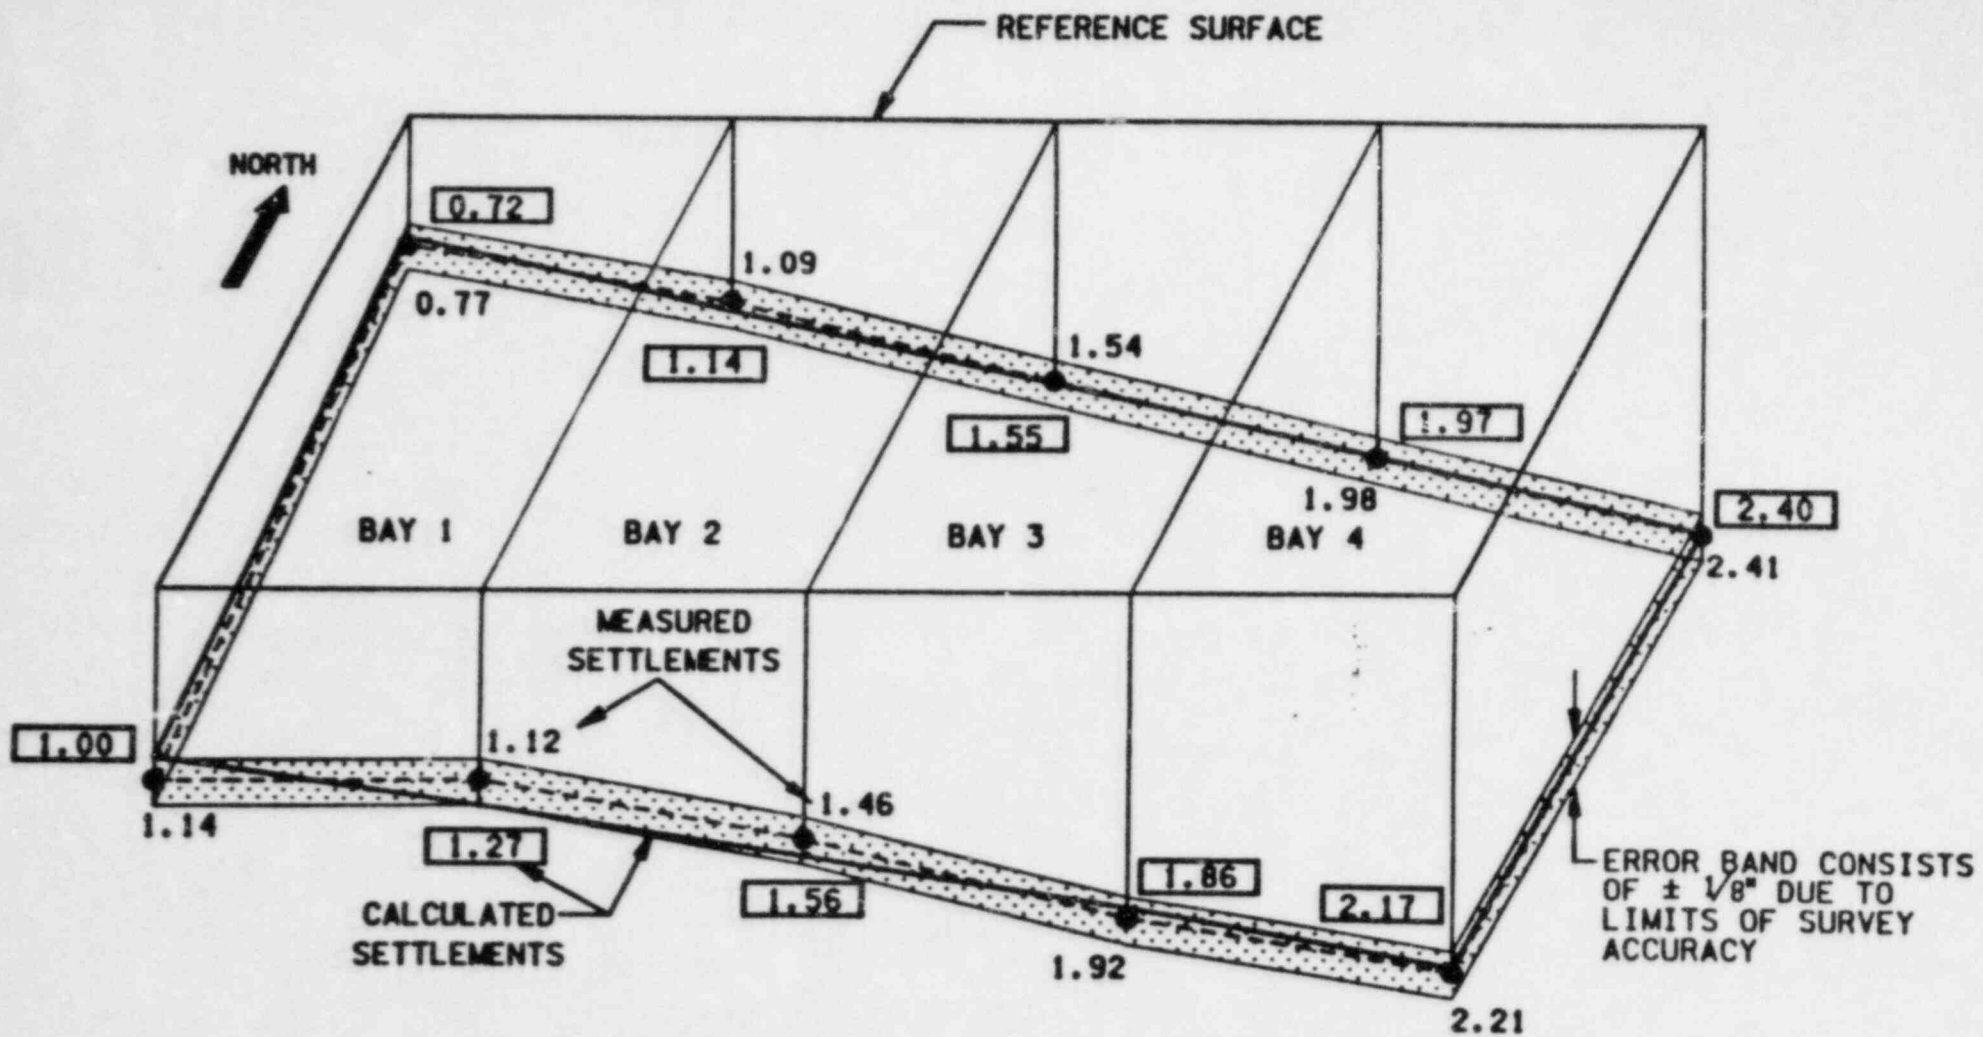 REFERENCE SURFACE
NORTH
0.72
1.09
0.77
1.14
1.54
1.55
1.97
1.98
2.40
2.41
BAY 1
BAY 2
BAY 3
BAY 4
MEASURED
SETTLEMENTS
1.00
1.12
1.14
1.46
1.27
1.56
1.86
2.17
CALCULATED
SETTLEMENTS
1.92
2.21
ERROR BAND CONSISTS
OF ± 1/8" DUE TO
LIMITS OF SURVEY
ACCURACY